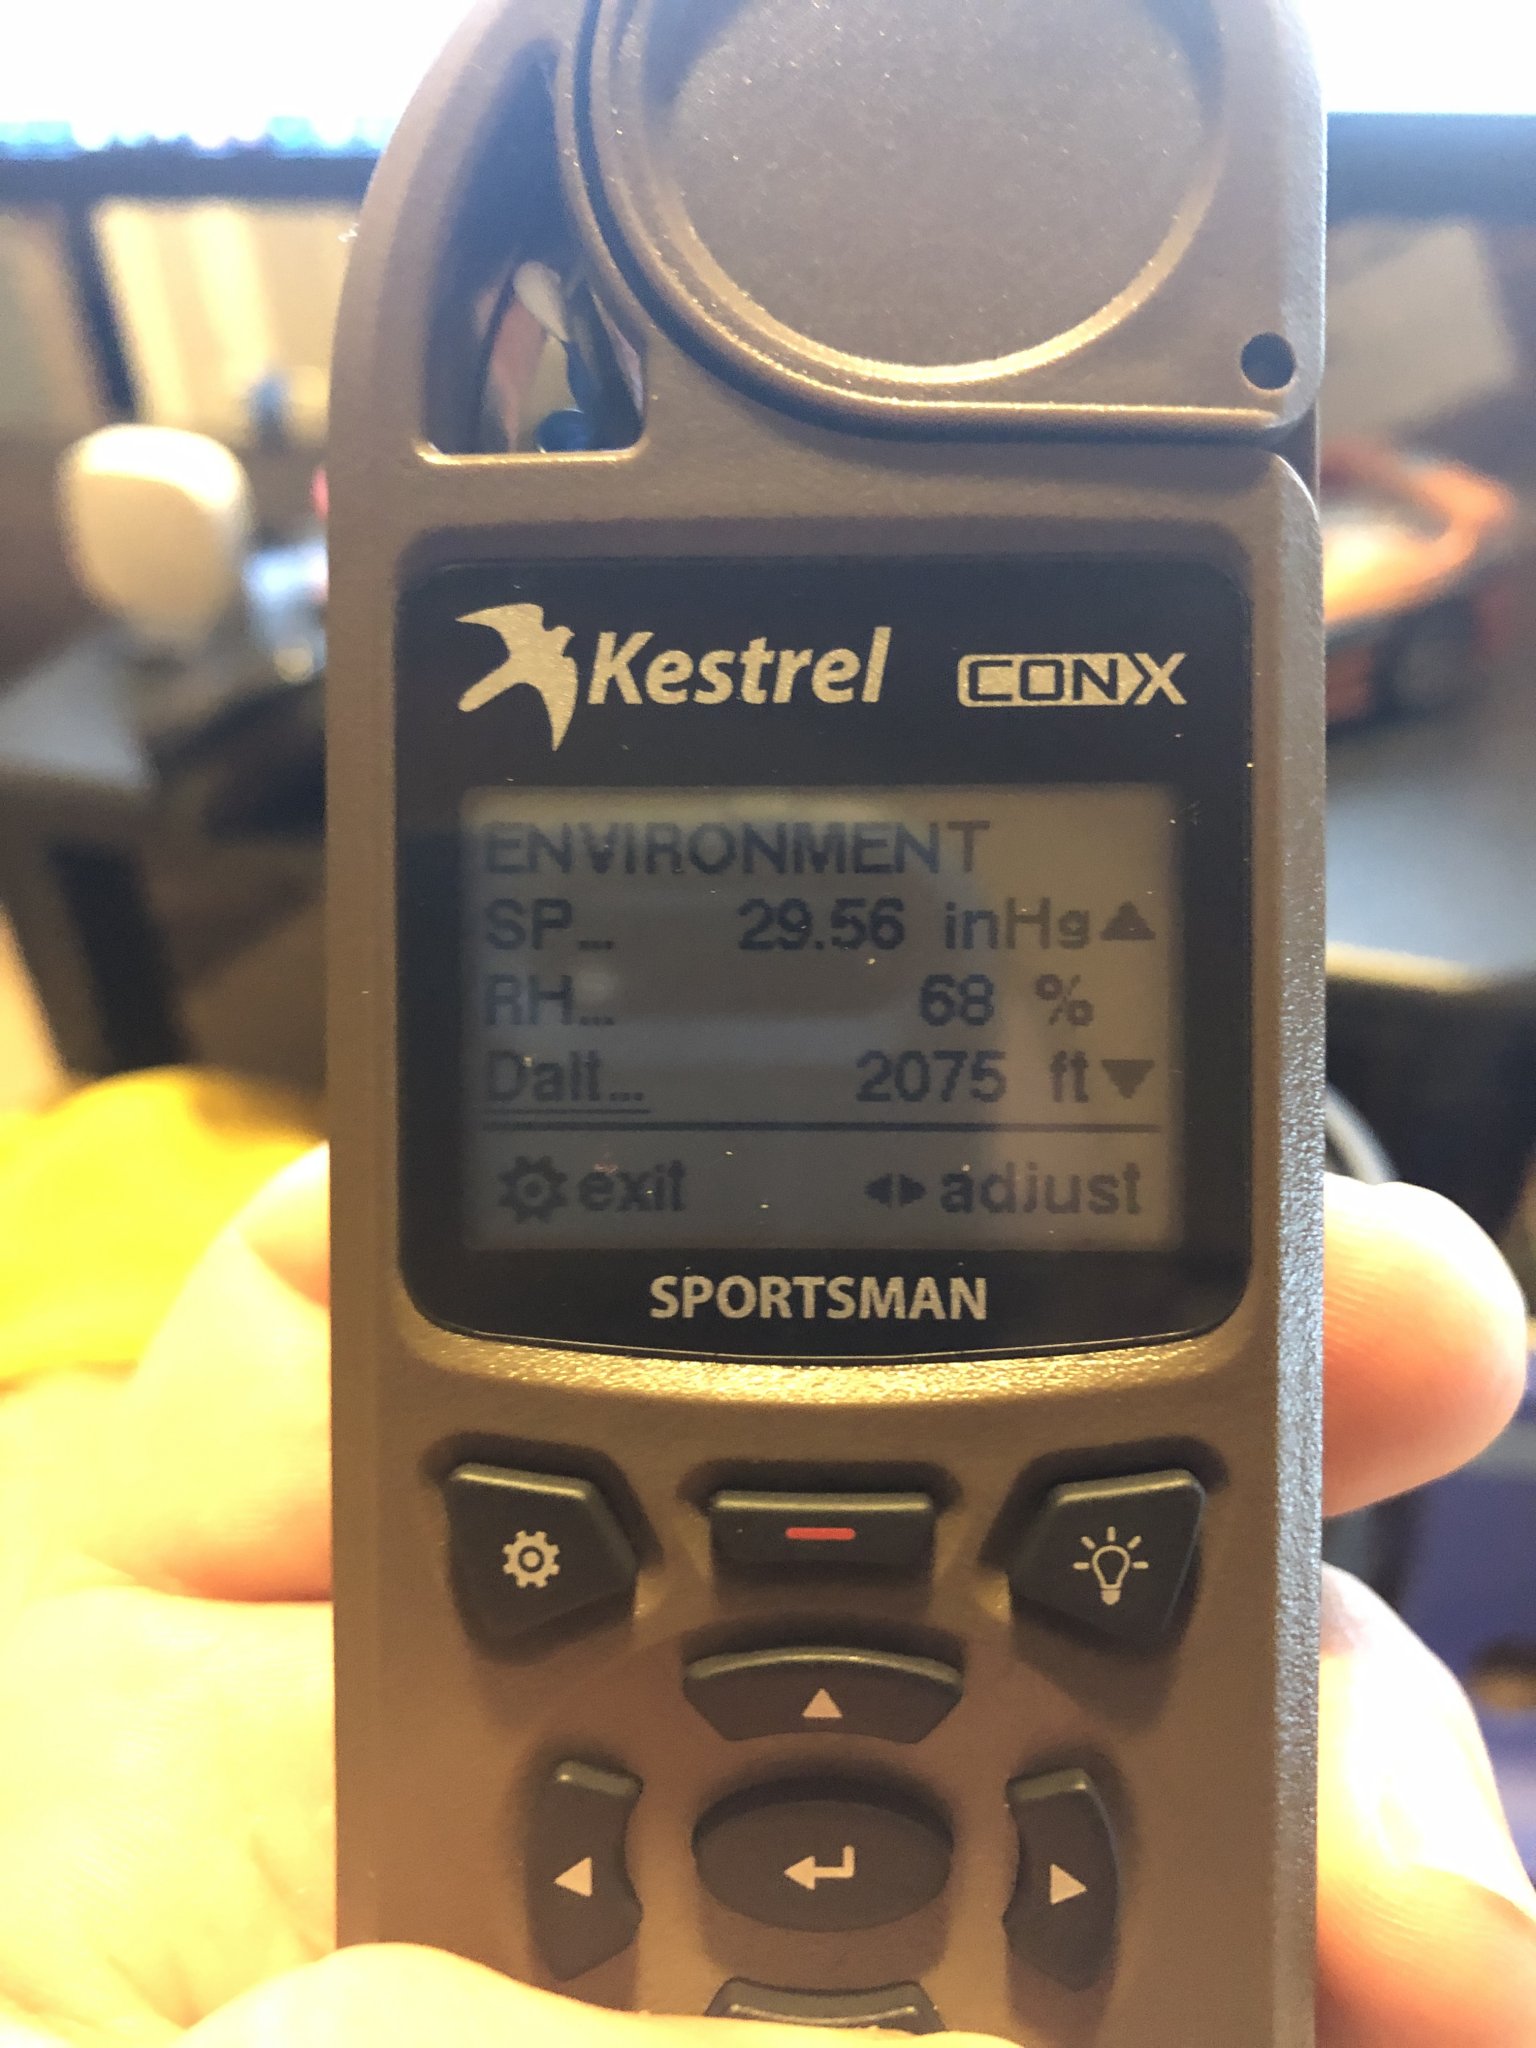 Kestrel CONX
ENVIRONMENT
SP... 29.56 inHg
RH... 68 %
Dalt... 2075 ft
exit adjust
SPORTSMAN